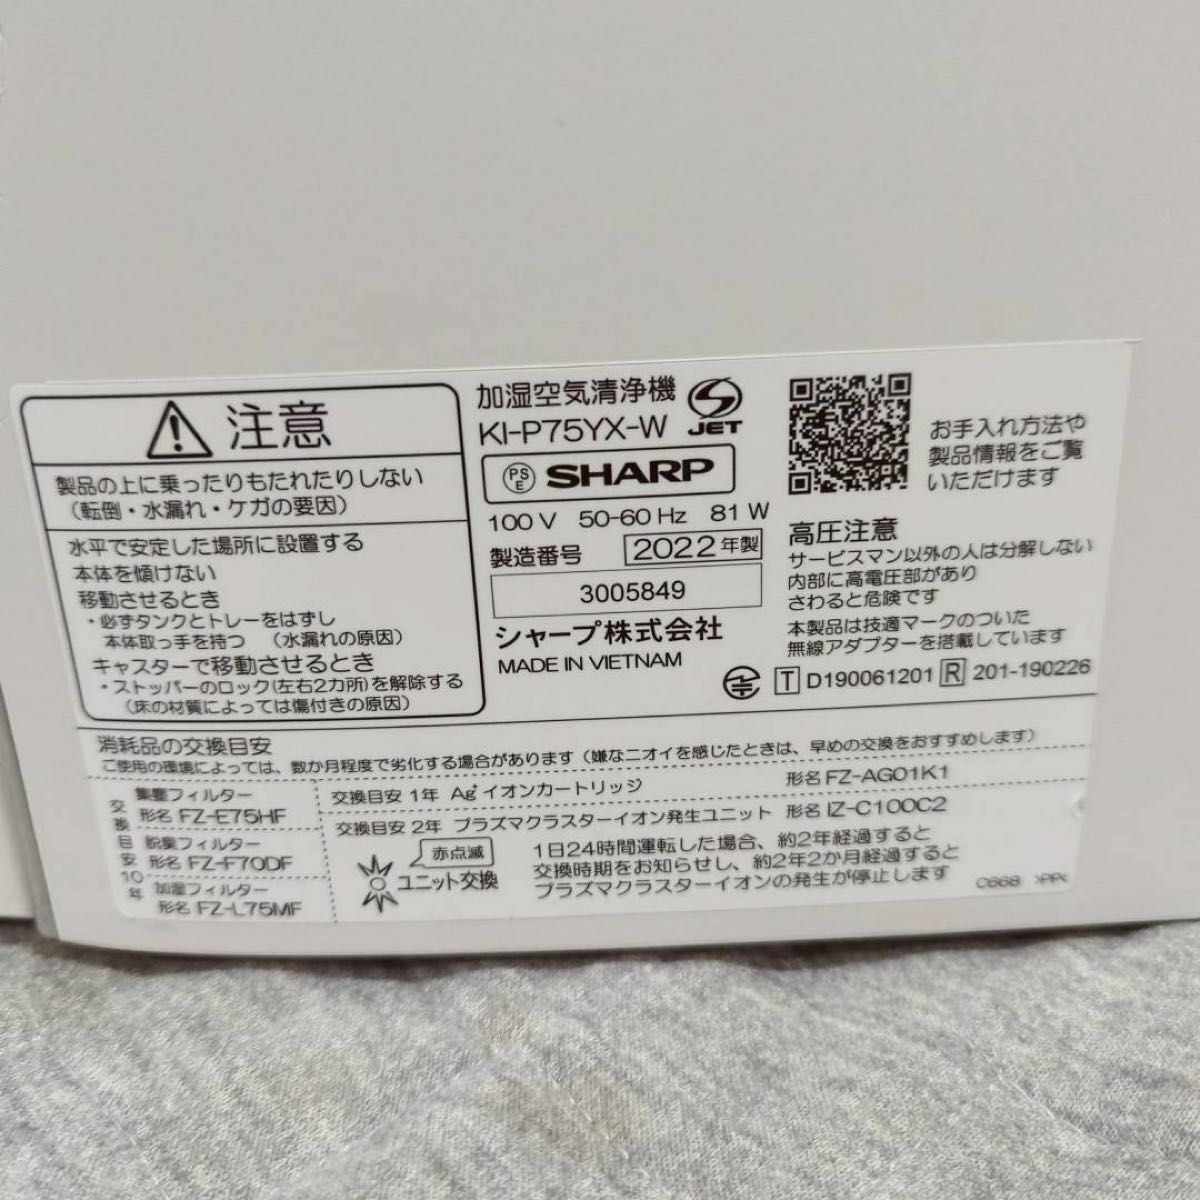 注意
製品の上に乗ったりもたれたりしない
（転倒・水漏れ・ケガの要因）
水平で安定した場所に設置する
本体を傾けない
移動させるとき
・必ずタンクとトレーをはずし
本体取っ手を持つ （水漏れの原因）
キャスターで移動させるとき
・ストッパーのロック(左右2カ所)を解除する
（床の材質によっては傷付きの原因）
加湿空気清浄機
KI-P75YX-W
JET
PS
E
SHARP
100 V 50-60 Hz 81 W
製造番号 2022年製
3005849
シャープ株式会社
MADE IN VIETNAM
お手入れ方法や
製品情報をご覧
いただけます
高圧注意
サービスマン以外の人は分解しない
内部に高電圧部があり
さわると危険です
本製品は技適マークのついた
無線アダプターを搭載しています
T D190061201 R 201-190226
消耗品の交換目安
ご使用の環境によっては、数か月程度で劣化する場合があります（嫌なニオイを感じたときは、早めの交換をおすすめします）
交換目安10年
集塵フィルター
形名 FZ-E75HF
脱臭フィルター
形名 FZ-F70DF
加湿フィルター
形名 FZ-L75MF
交換目安 1年 Ag+イオンカートリッジ 形名 FZ-AG01K1
交換目安 2年 プラズマクラスターイオン発生ユニット 形名 IZ-C100C2
赤点滅
ユニット交換
1日24時間運転した場合、約2年経過すると
交換時期をお知らせし、約2年2か月経過すると
プラズマクラスターイオンの発生が停止します
C668 >PP<